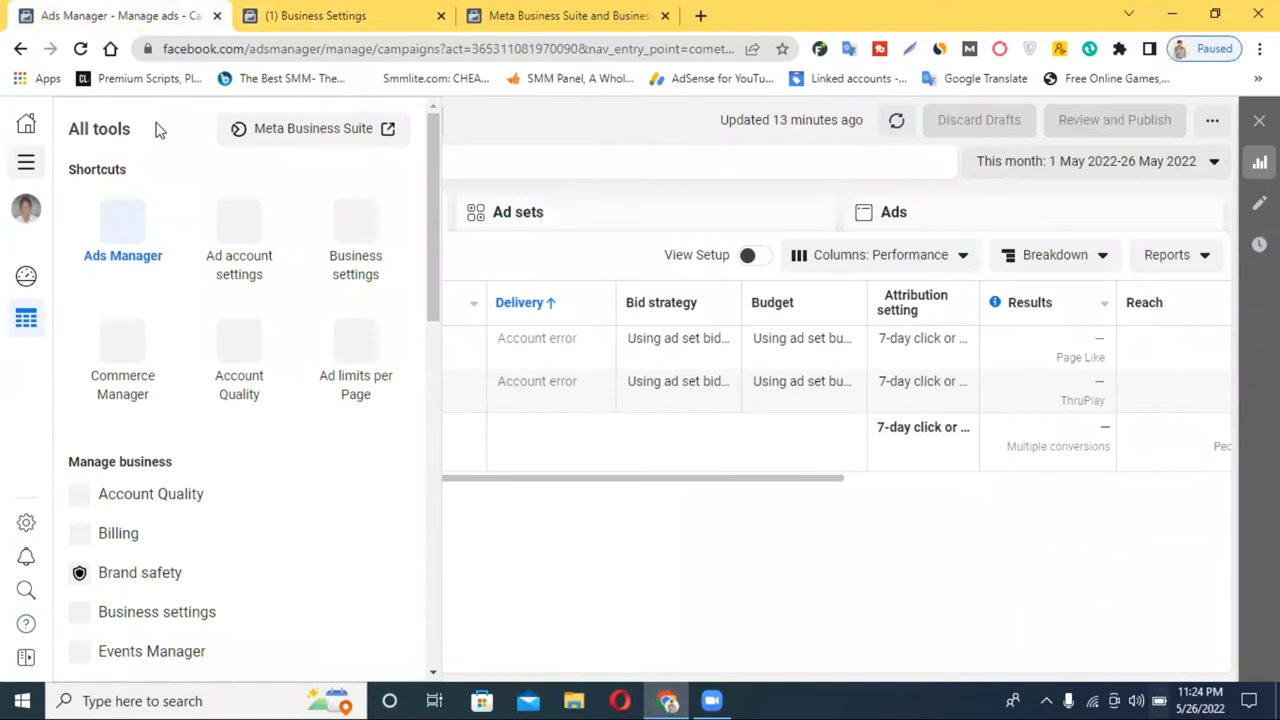 Ads Manager - Manage ads - Ca
(1) Business Settings
Meta Business Suite and Busines
facebook.com/adsmanager/manage/campaigns?act=365311081970090&nav_entry_point=comet...
Paused
Apps
Premium Scripts, Pl...
The Best SMM- The...
Smmlite.com: CHEA...
SMM Panel, A Whol...
AdSense for YouTu...
Linked accounts -...
Google Translate
Free Online Games,...
All tools
Meta Business Suite
Updated 13 minutes ago
Discard Drafts
Review and Publish
Shortcuts
This month: 1 May 2022-26 May 2022
Ads Manager
Ad account
settings
Business
settings
Commerce
Manager
Account
Quality
Ad limits per
Page
Manage business
Account Quality
Billing
Brand safety
Business settings
Events Manager
Ad sets
Ads
View Setup
Columns: Performance
Breakdown
Reports
Delivery ↑
Bid strategy
Budget
Attribution
setting
Results
Reach
Account error
Using ad set bid...
Using ad set bu...
7-day click or ...
—
Page Like
Account error
Using ad set bid...
Using ad set bu...
7-day click or ...
—
ThruPlay
7-day click or ...
—
Multiple conversions
Pec
Type here to search
11:24 PM
5/26/2022